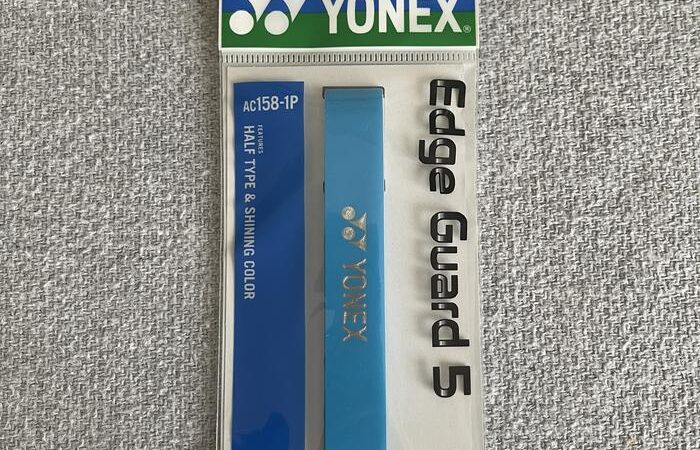 YONEX®
AC158-1P
FEATURES
HALF TYPE & SHINING COLOR
YONEX
Edge Guard 5